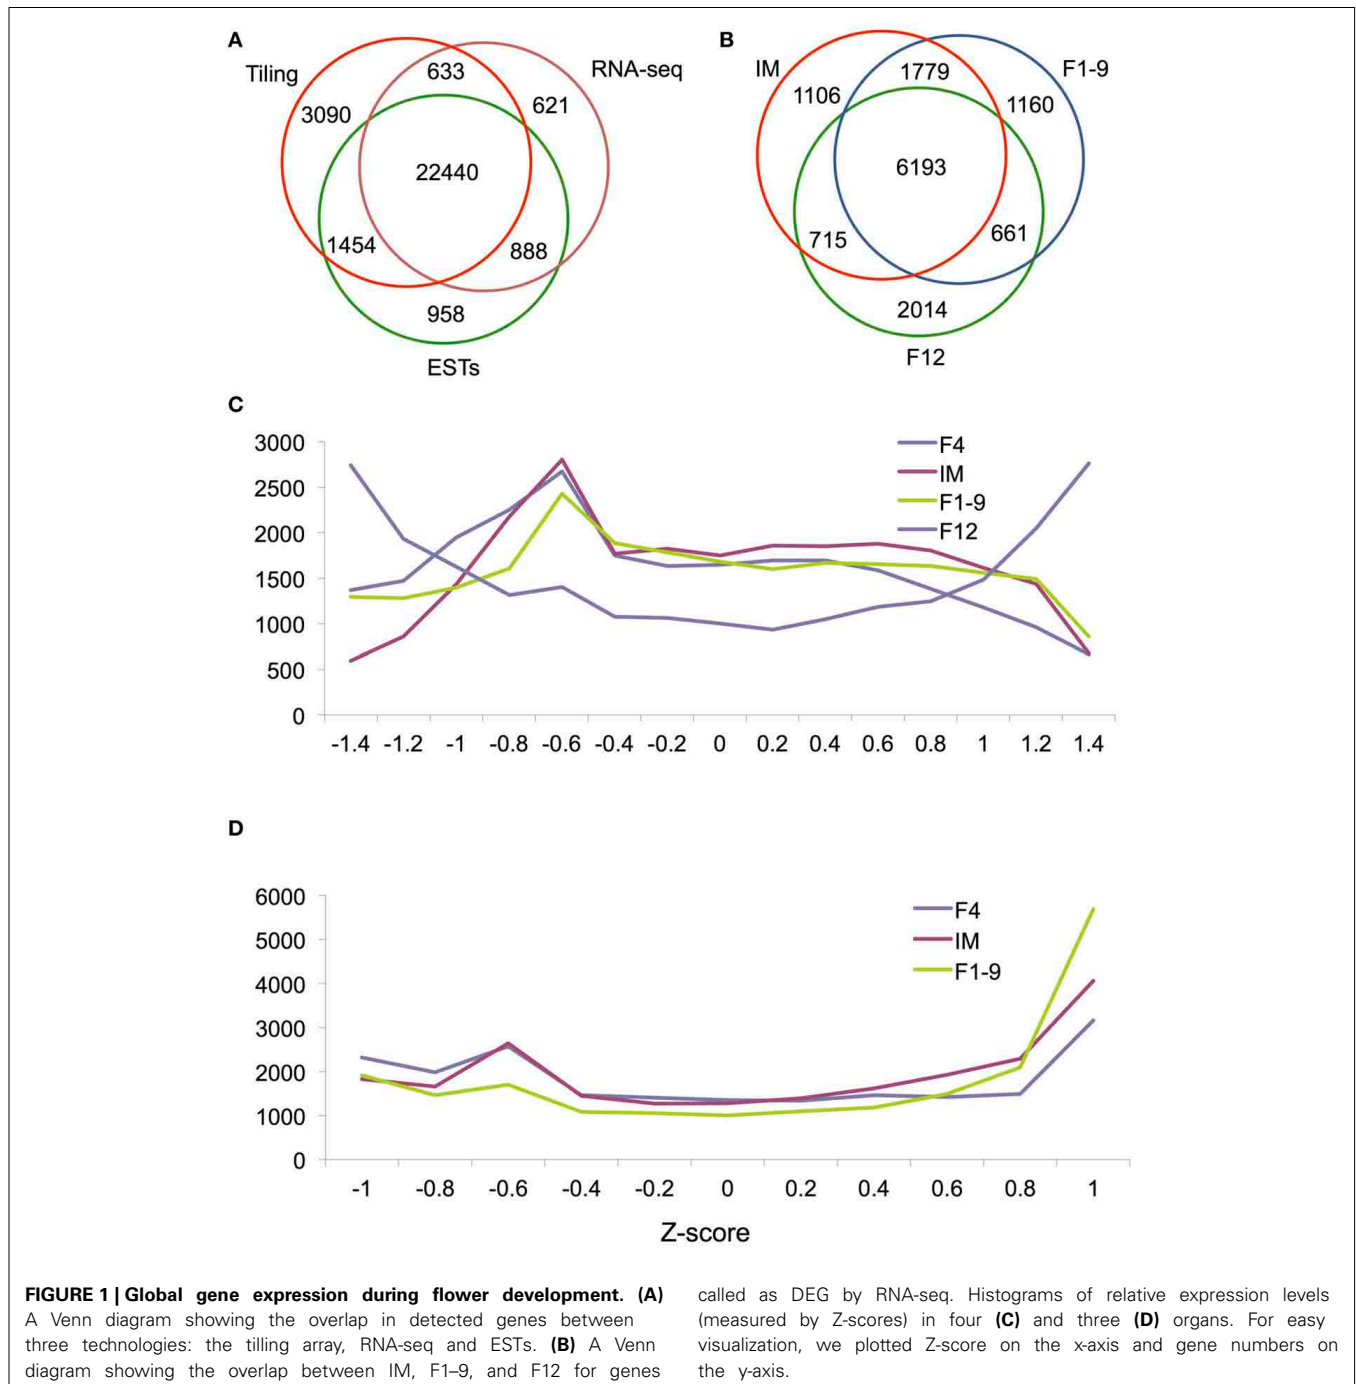 A
Tiling
RNA-seq
633
3090
621
22440
1454
888
958
ESTs
B
IM
F1-9
1779
1106
1160
6193
715
661
2014
F12
C
3000
2500
2000
1500
1000
500
0
F4
IM
F1-9
F12
-1.4 -1.2 -1 -0.8 -0.6 -0.4 -0.2 0 0.2 0.4 0.6 0.8 1 1.2 1.4
D
6000
5000
4000
3000
2000
1000
0
F4
IM
F1-9
-1 -0.8 -0.6 -0.4 -0.2 0 0.2 0.4 0.6 0.8 1
Z-score
FIGURE 1 | Global gene expression during flower development. (A)
A Venn diagram showing the overlap in detected genes between
three technologies: the tilling array, RNA-seq and ESTs. (B) A Venn
diagram showing the overlap between IM, F1–9, and F12 for genes
called as DEG by RNA-seq. Histograms of relative expression levels
(measured by Z-scores) in four (C) and three (D) organs. For easy
visualization, we plotted Z-score on the x-axis and gene numbers on
the y-axis.